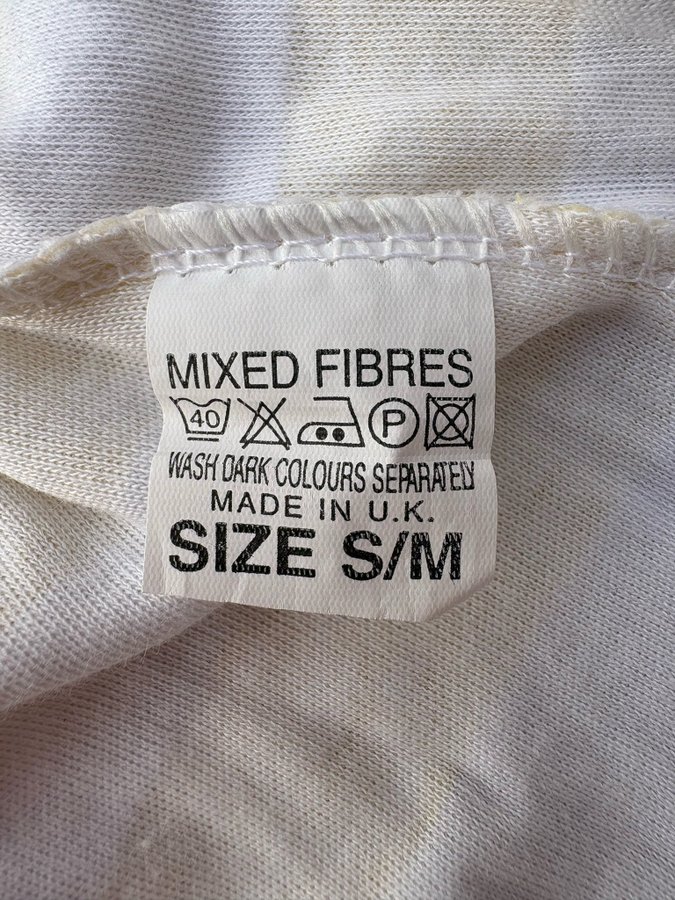 MIXED FIBRES
40 P
WASH DARK COLOURS SEPARATELY
MADE IN U.K.
SIZE S/M